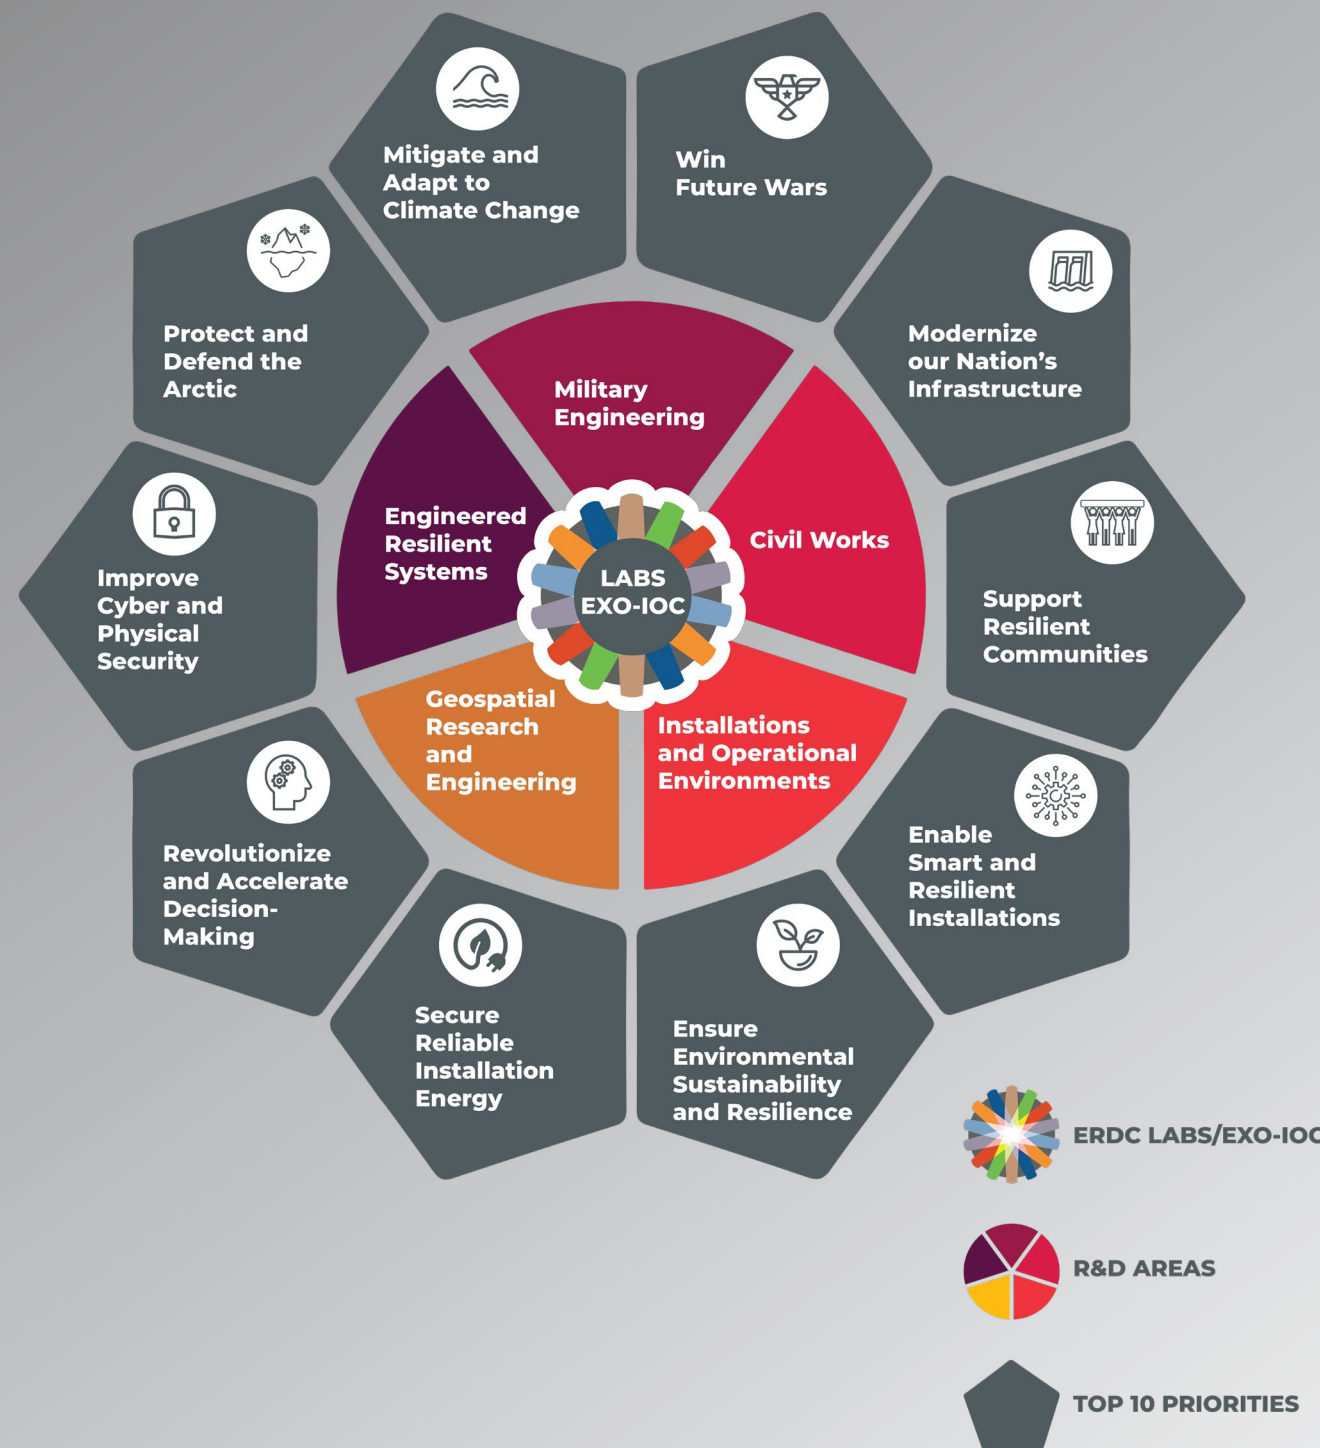 Mitigate and
Adapt to
Climate Change
Win
Future Wars
Protect and
Defend the
Arctic
Modernize
our Nation’s
Infrastructure
Military
Engineering
Engineered
Resilient
Systems
Civil Works
LABS
EXO-IOC
Improve
Cyber and
Physical
Security
Support
Resilient
Communities
Geospatial
Research
and
Engineering
Installations
and Operational
Environments
Revolutionize
and Accelerate
Decision-
Making
Enable
Smart and
Resilient
Installations
Secure
Reliable
Installation
Energy
Ensure
Environmental
Sustainability
and Resilience
ERDC LABS/EXO-IOC
R&D AREAS
TOP 10 PRIORITIES